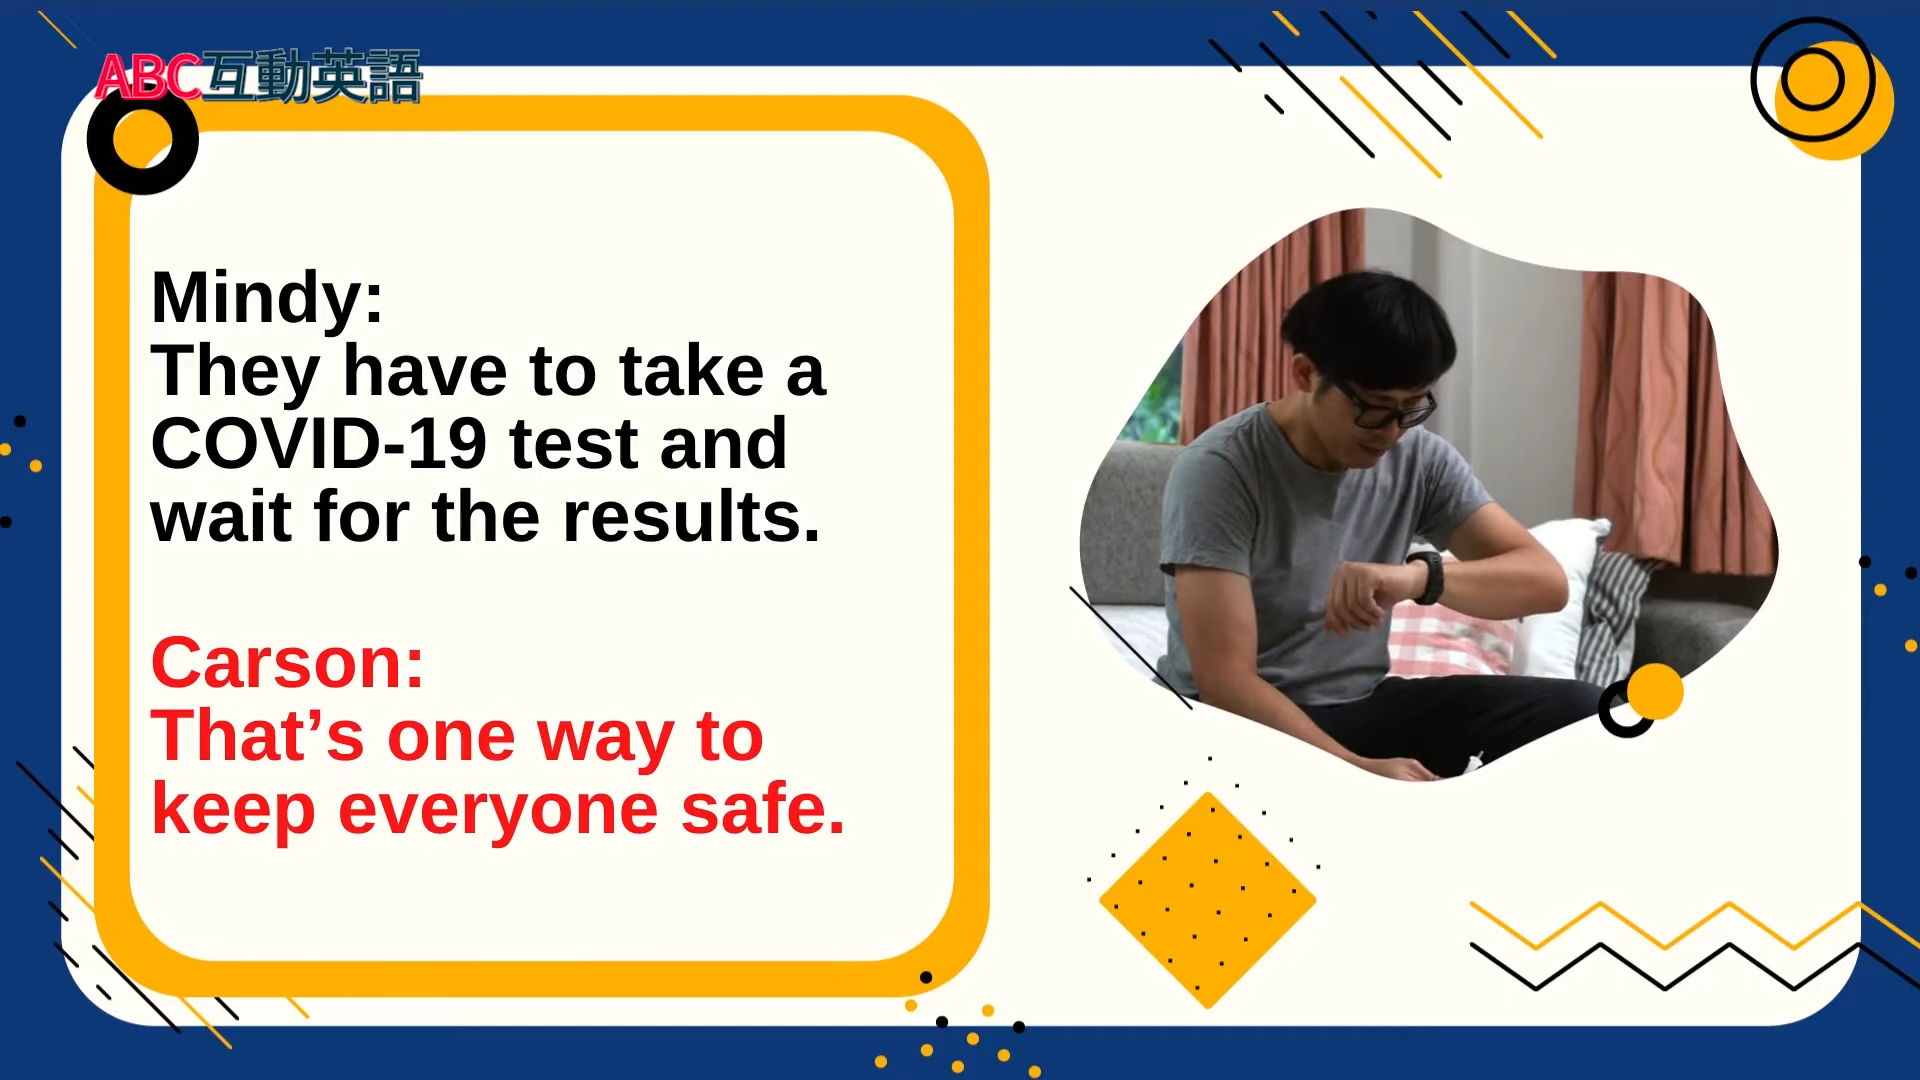 ABC互動英語
Mindy:
They have to take a
COVID-19 test and
wait for the results.
Carson:
That’s one way to
keep everyone safe.